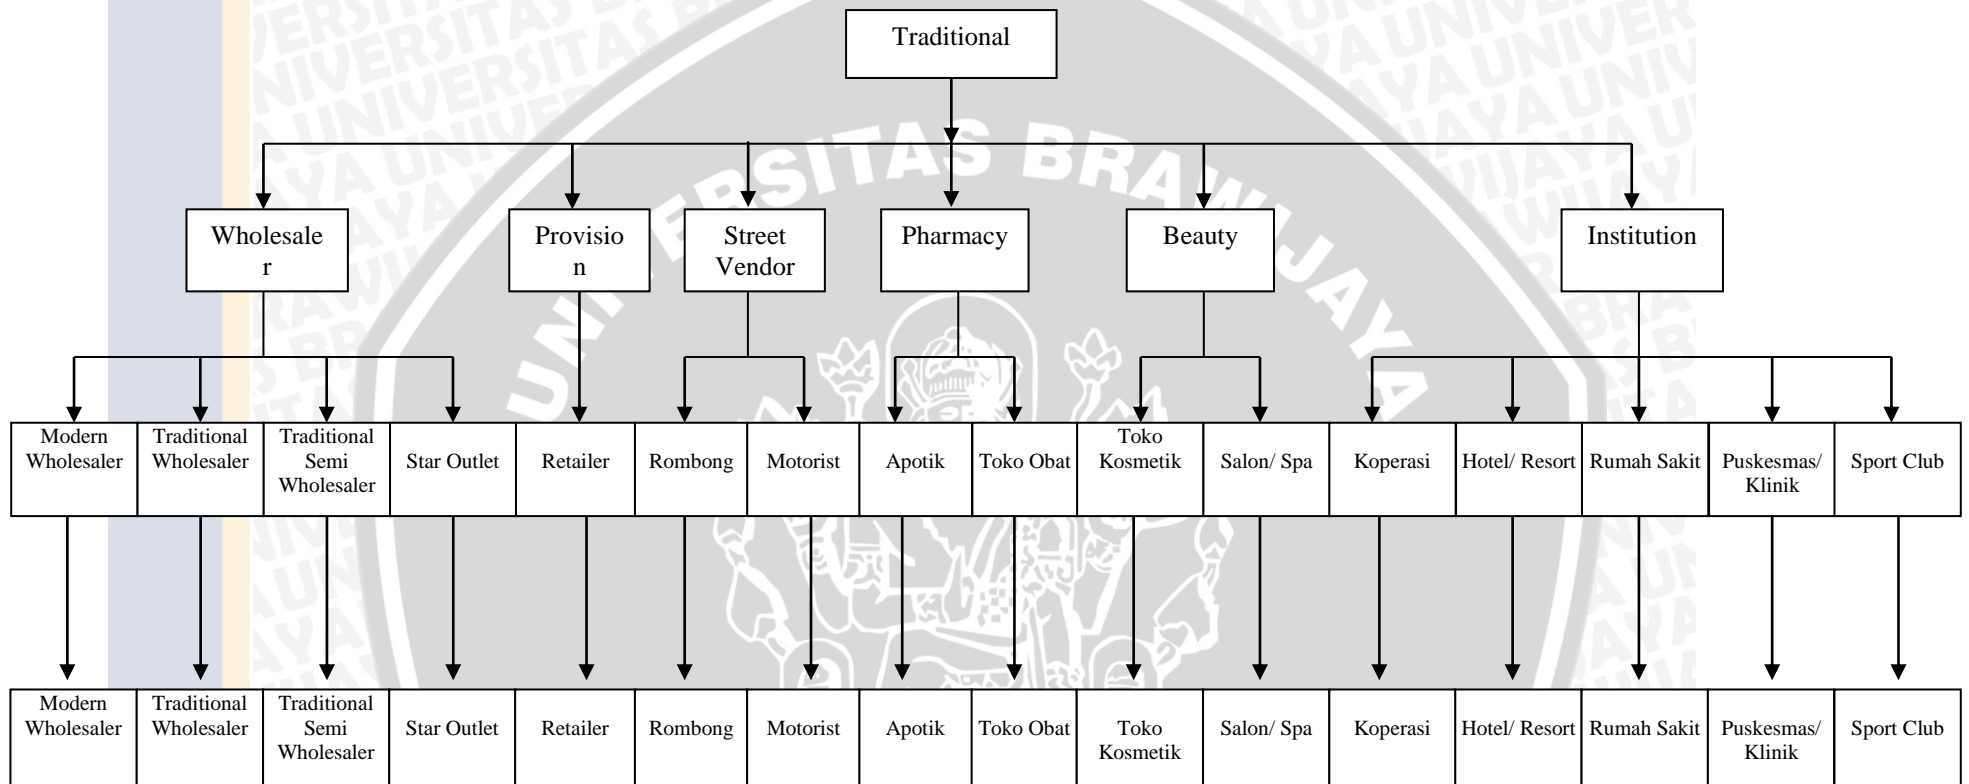 Traditional
Wholesale
r
Provisio
n
Street
Vendor
Pharmacy
Beauty
Institution
Modern
Wholesaler
Traditional
Wholesaler
Traditional
Semi
Wholesaler
Star Outlet
Retailer
Rombong
Motorist
Apotik
Toko Obat
Toko
Kosmetik
Salon/ Spa
Koperasi
Hotel/ Resort
Rumah Sakit
Puskesmas/
Klinik
Sport Club
Modern
Wholesaler
Traditional
Wholesaler
Traditional
Semi
Wholesaler
Star Outlet
Retailer
Rombong
Motorist
Apotik
Toko Obat
Toko
Kosmetik
Salon/ Spa
Koperasi
Hotel/ Resort
Rumah Sakit
Puskesmas/
Klinik
Sport Club
UNIVERSITAS BRAWIJAYA